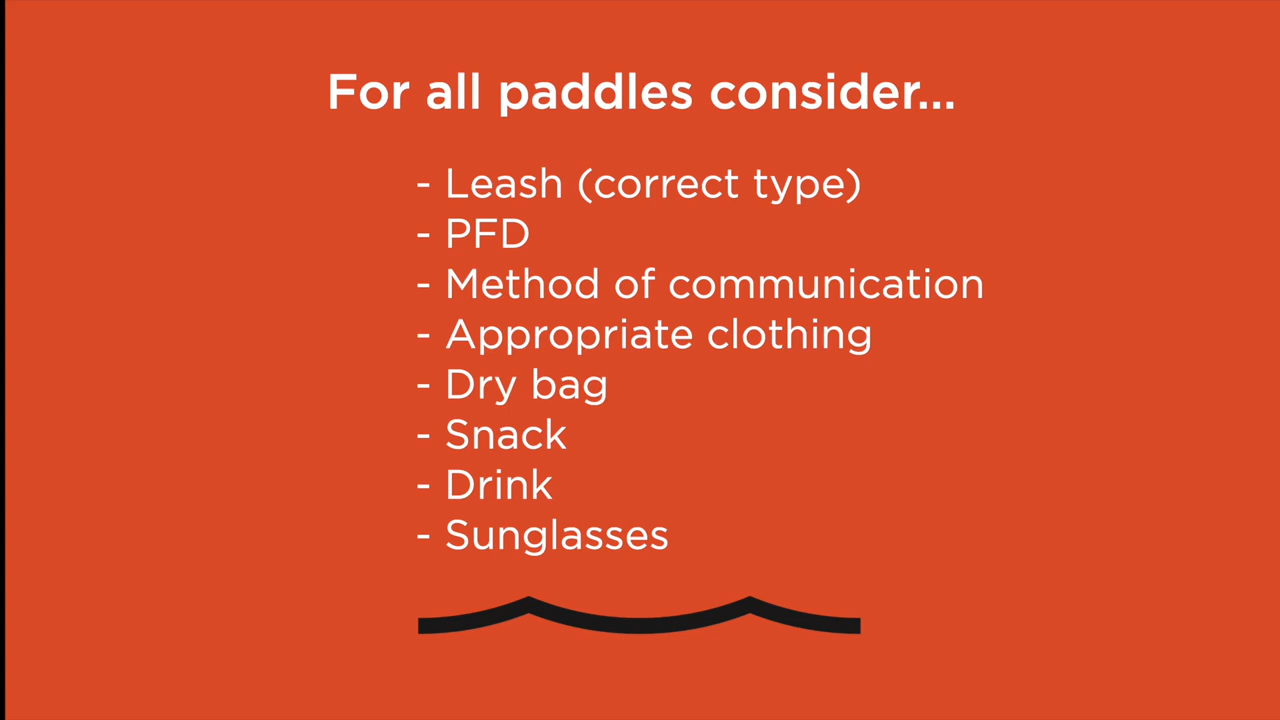 For all paddles consider...
- Leash (correct type)
- PFD
- Method of communication
- Appropriate clothing
- Dry bag
- Snack
- Drink
- Sunglasses